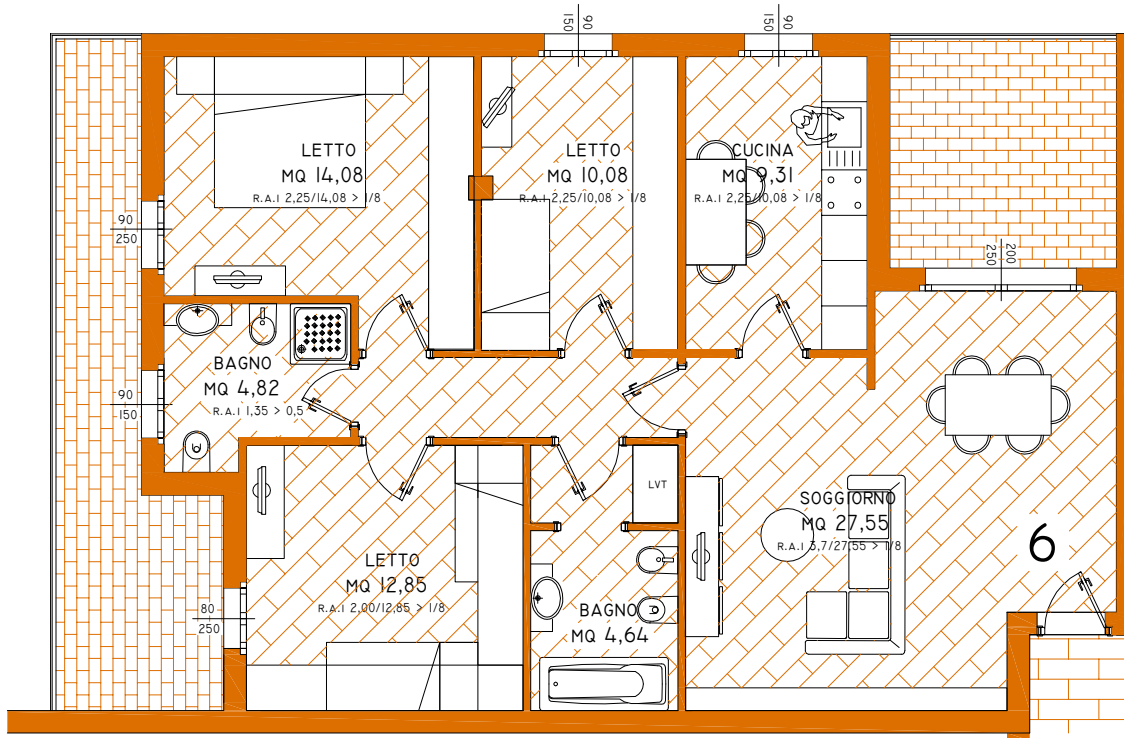 90
150
90
150
LETTO
MQ 14,08
R.A.I 2,25/14,08 > 1/8
LETTO
MQ 10,08
R.A.I 2,25/10,08 > 1/8
CUCINA
MQ 9,31
R.A.I 2,25/10,08 > 1/8
90
250
200
250
BAGNO
MQ 4,82
R.A.I 1,35 > 0,5
90
150
LVT
SOGGIORNO
MQ 27,55
R.A.I 3,7/27,55 > 1/8
6
LETTO
MQ 12,85
R.A.I 2,00/12,85 > 1/8
80
250
BAGNO
MQ 4,64